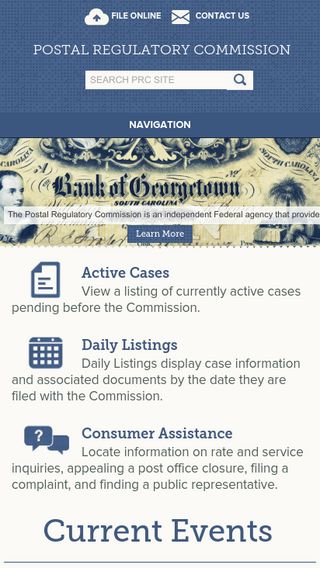 FILE ONLINE CONTACT US
POSTAL REGULATORY COMMISSION
SEARCH PRC SITE
NAVIGATION
SOUTH CAROLINA
Bank of Georgetown
SOUTH CAROLINA
The Postal Regulatory Commission is an independent Federal agency that provide
Learn More
Active Cases
View a listing of currently active cases
pending before the Commission.
Daily Listings
Daily Listings display case information
and associated documents by the date they are
filed with the Commission.
?
Consumer Assistance
Locate information on rate and service
inquiries, appealing a post office closure, filing a
complaint, and finding a public representative.
Current Events